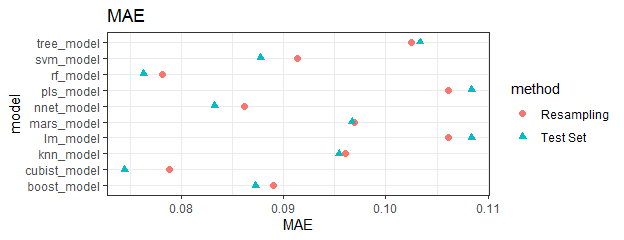 MAE
tree_model
svm_model
rf_model
pls_model
nnet_model
mars_model
lm_model
knn_model
cubist_model
boost_model
model
0.08 0.09 0.10 0.11
MAE
method
Resampling
Test Set